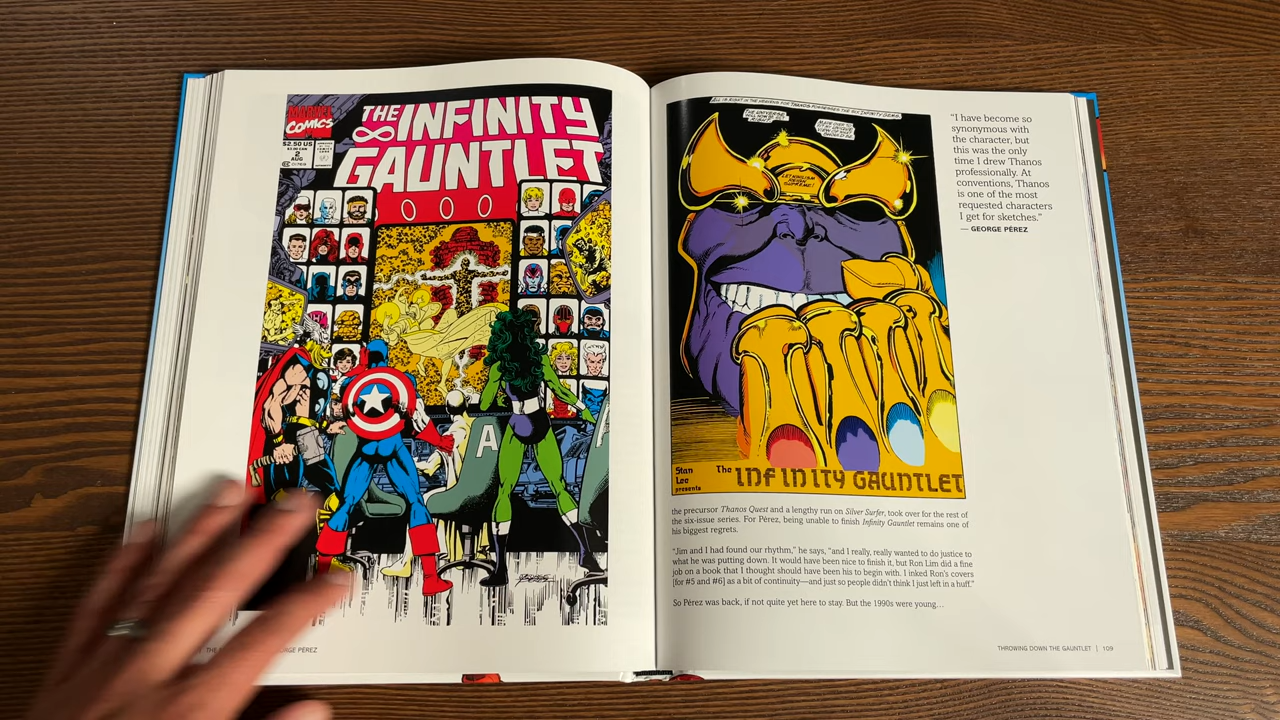 MARVEL
COMICS
$2.50 US
2
AUG
THE INFINITY
GAUNTLET
A
GEORGE PÉREZ
ALL IS RIGHT IN THE HEAVENS FOR THANOS POSSESSES THE SIX INFINITY GEMS.
LET NIHILISM
REIGN
SUPREME!
Stan
Lee
presents
The INFINITY GAUNTLET
"I have become so
synonymous with
the character, but
this was the only
time I drew Thanos
professionally. At
conventions, Thanos
is one of the most
requested characters
I get for sketches."
— GEORGE PÉREZ
the precursor Thanos Quest and a lengthy run on Silver Surfer, took over for the rest of
the six-issue series. For Pérez, being unable to finish Infinity Gauntlet remains one of
his biggest regrets.
"Jim and I had found our rhythm," he says, "and I really, really wanted to do justice to
what he was putting down. It would have been nice to finish it, but Ron Lim did a fine
job on a book that I thought should have been his to begin with. I inked Ron's covers
[for #5 and #6] as a bit of continuity—and just so people didn't think I just left in a huff."
So Pérez was back, if not quite yet here to stay. But the 1990s were young...
THROWING DOWN THE GAUNTLET | 109